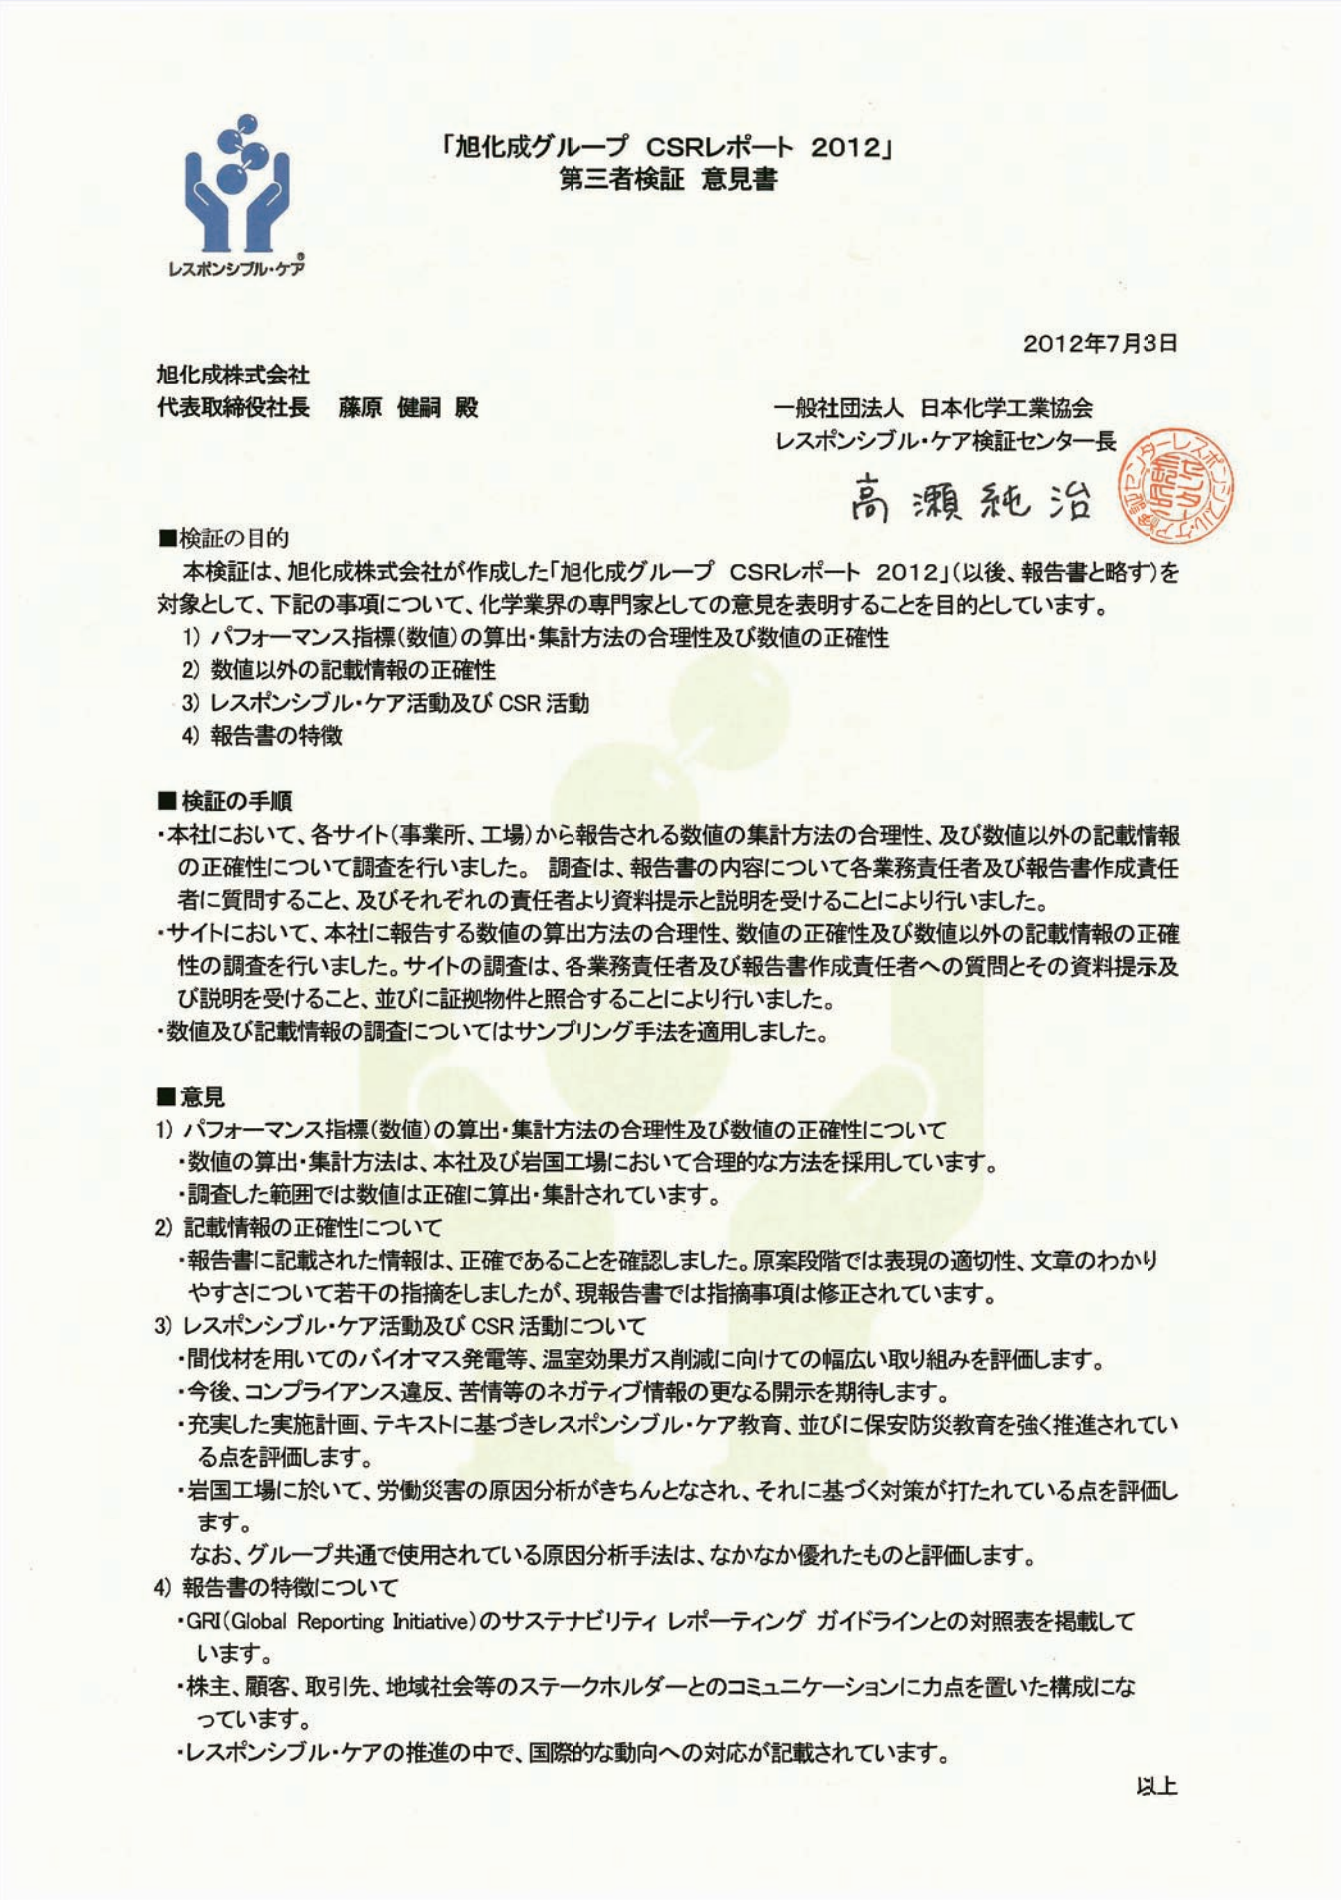 「旭化成グループ CSRレポート 2012」
第三者検証 意見書
レスポンシブル・ケア®
2012年7月3日
旭化成株式会社
代表取締役社長 藤原 健嗣 殿
一般社団法人 日本化学工業協会
レスポンシブル・ケア検証センター長
高瀬純治
■検証の目的
本検証は、旭化成株式会社が作成した「旭化成グループ CSRレポート 2012」(以後、報告書と略す)を
対象として、下記の事項について、化学業界の専門家としての意見を表明することを目的としています。
1) パフォーマンス指標(数値)の算出・集計方法の合理性及び数値の正確性
2) 数値以外の記載情報の正確性
3) レスポンシブル・ケア活動及び CSR 活動
4) 報告書の特徴
■検証の手順
・本社において、各サイト(事業所、工場)から報告される数値の集計方法の合理性、及び数値以外の記載情報
の正確性について調査を行いました。 調査は、報告書の内容について各業務責任者及び報告書作成責任
者に質問すること、及びそれぞれの責任者より資料提示と説明を受けることにより行いました。
・サイトにおいて、本社に報告する数値の算出方法の合理性、数値の正確性及び数値以外の記載情報の正確
性の調査を行いました。サイトの調査は、各業務責任者及び報告書作成責任者への質問とその資料提示及
び説明を受けること、並びに証拠物件と照合することにより行いました。
・数値及び記載情報の調査についてはサンプリング手法を適用しました。
■意見
1) パフォーマンス指標(数値)の算出・集計方法の合理性及び数値の正確性について
・数値の算出・集計方法は、本社及び岩国工場において合理的な方法を採用しています。
・調査した範囲では数値は正確に算出・集計されています。
2) 記載情報の正確性について
・報告書に記載された情報は、正確であることを確認しました。原案段階では表現の適切性、文章のわかり
やすさについて若干の指摘をしましたが、現報告書では指摘事項は修正されています。
3) レスポンシブル・ケア活動及び CSR 活動について
・間伐材を用いてのバイオマス発電等、温室効果ガス削減に向けての幅広い取り組みを評価します。
・今後、コンプライアンス違反、苦情等のネガティブ情報の更なる開示を期待します。
・充実した実施計画、テキストに基づきレスポンシブル・ケア教育、並びに保安防災教育を強く推進されてい
る点を評価します。
・岩国工場に於いて、労働災害の原因分析がきちんとなされ、それに基づく対策が打たれている点を評価し
ます。
なお、グループ共通で使用されている原因分析手法は、なかなか優れたものと評価します。
4) 報告書の特徴について
・GRI(Global Reporting Initiative)のサステナビリティ レポーティング ガイドラインとの対照表を掲載して
います。
・株主、顧客、取引先、地域社会等のステークホルダーとのコミュニケーションに力点を置いた構成にな
っています。
・レスポンシブル・ケアの推進の中で、国際的な動向への対応が記載されています。
以上